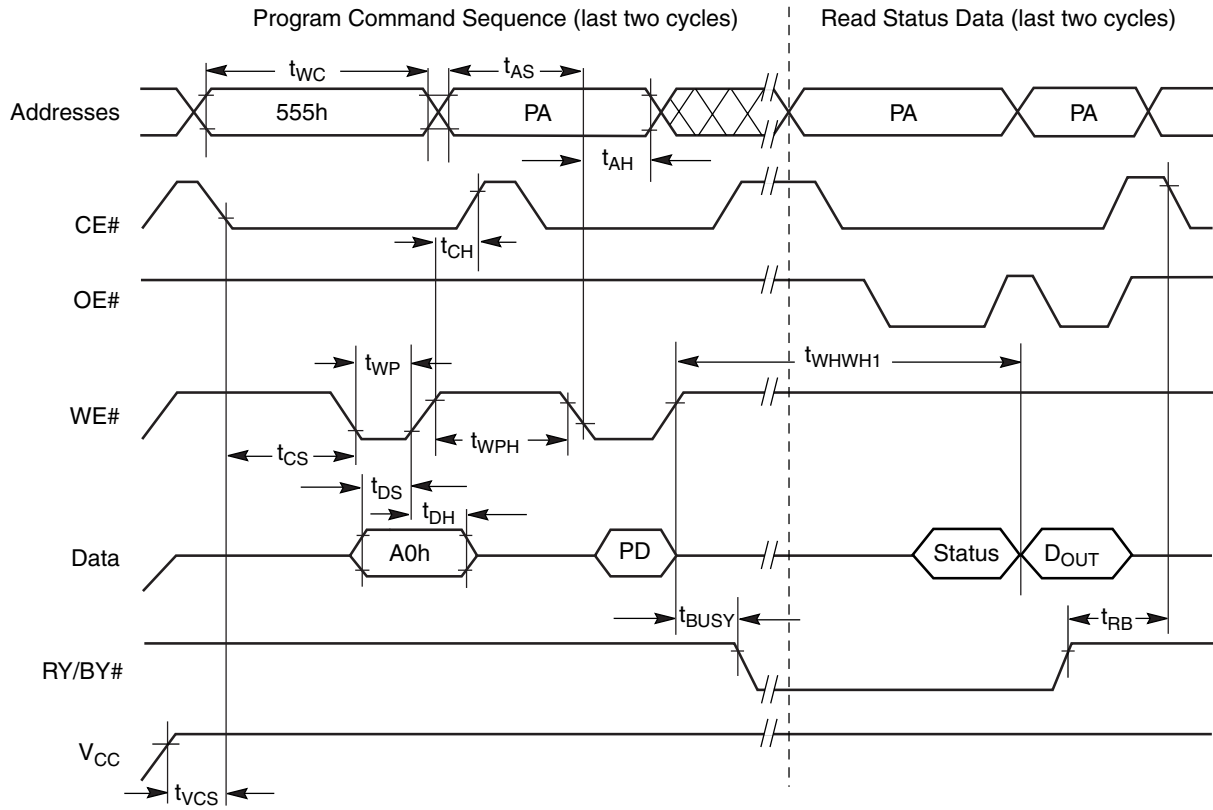 Program Command Sequence (last two cycles)
Read Status Data (last two cycles)
tWC
tAS
Addresses
555h
PA
PA
PA
tAH
CE#
tCH
OE#
tWP
tWHWH1
WE#
tCS
tWPH
tDS
tDH
Data
A0h
PD
Status
DOUT
tBUSY
tRB
RY/BY#
VCC
tVCS